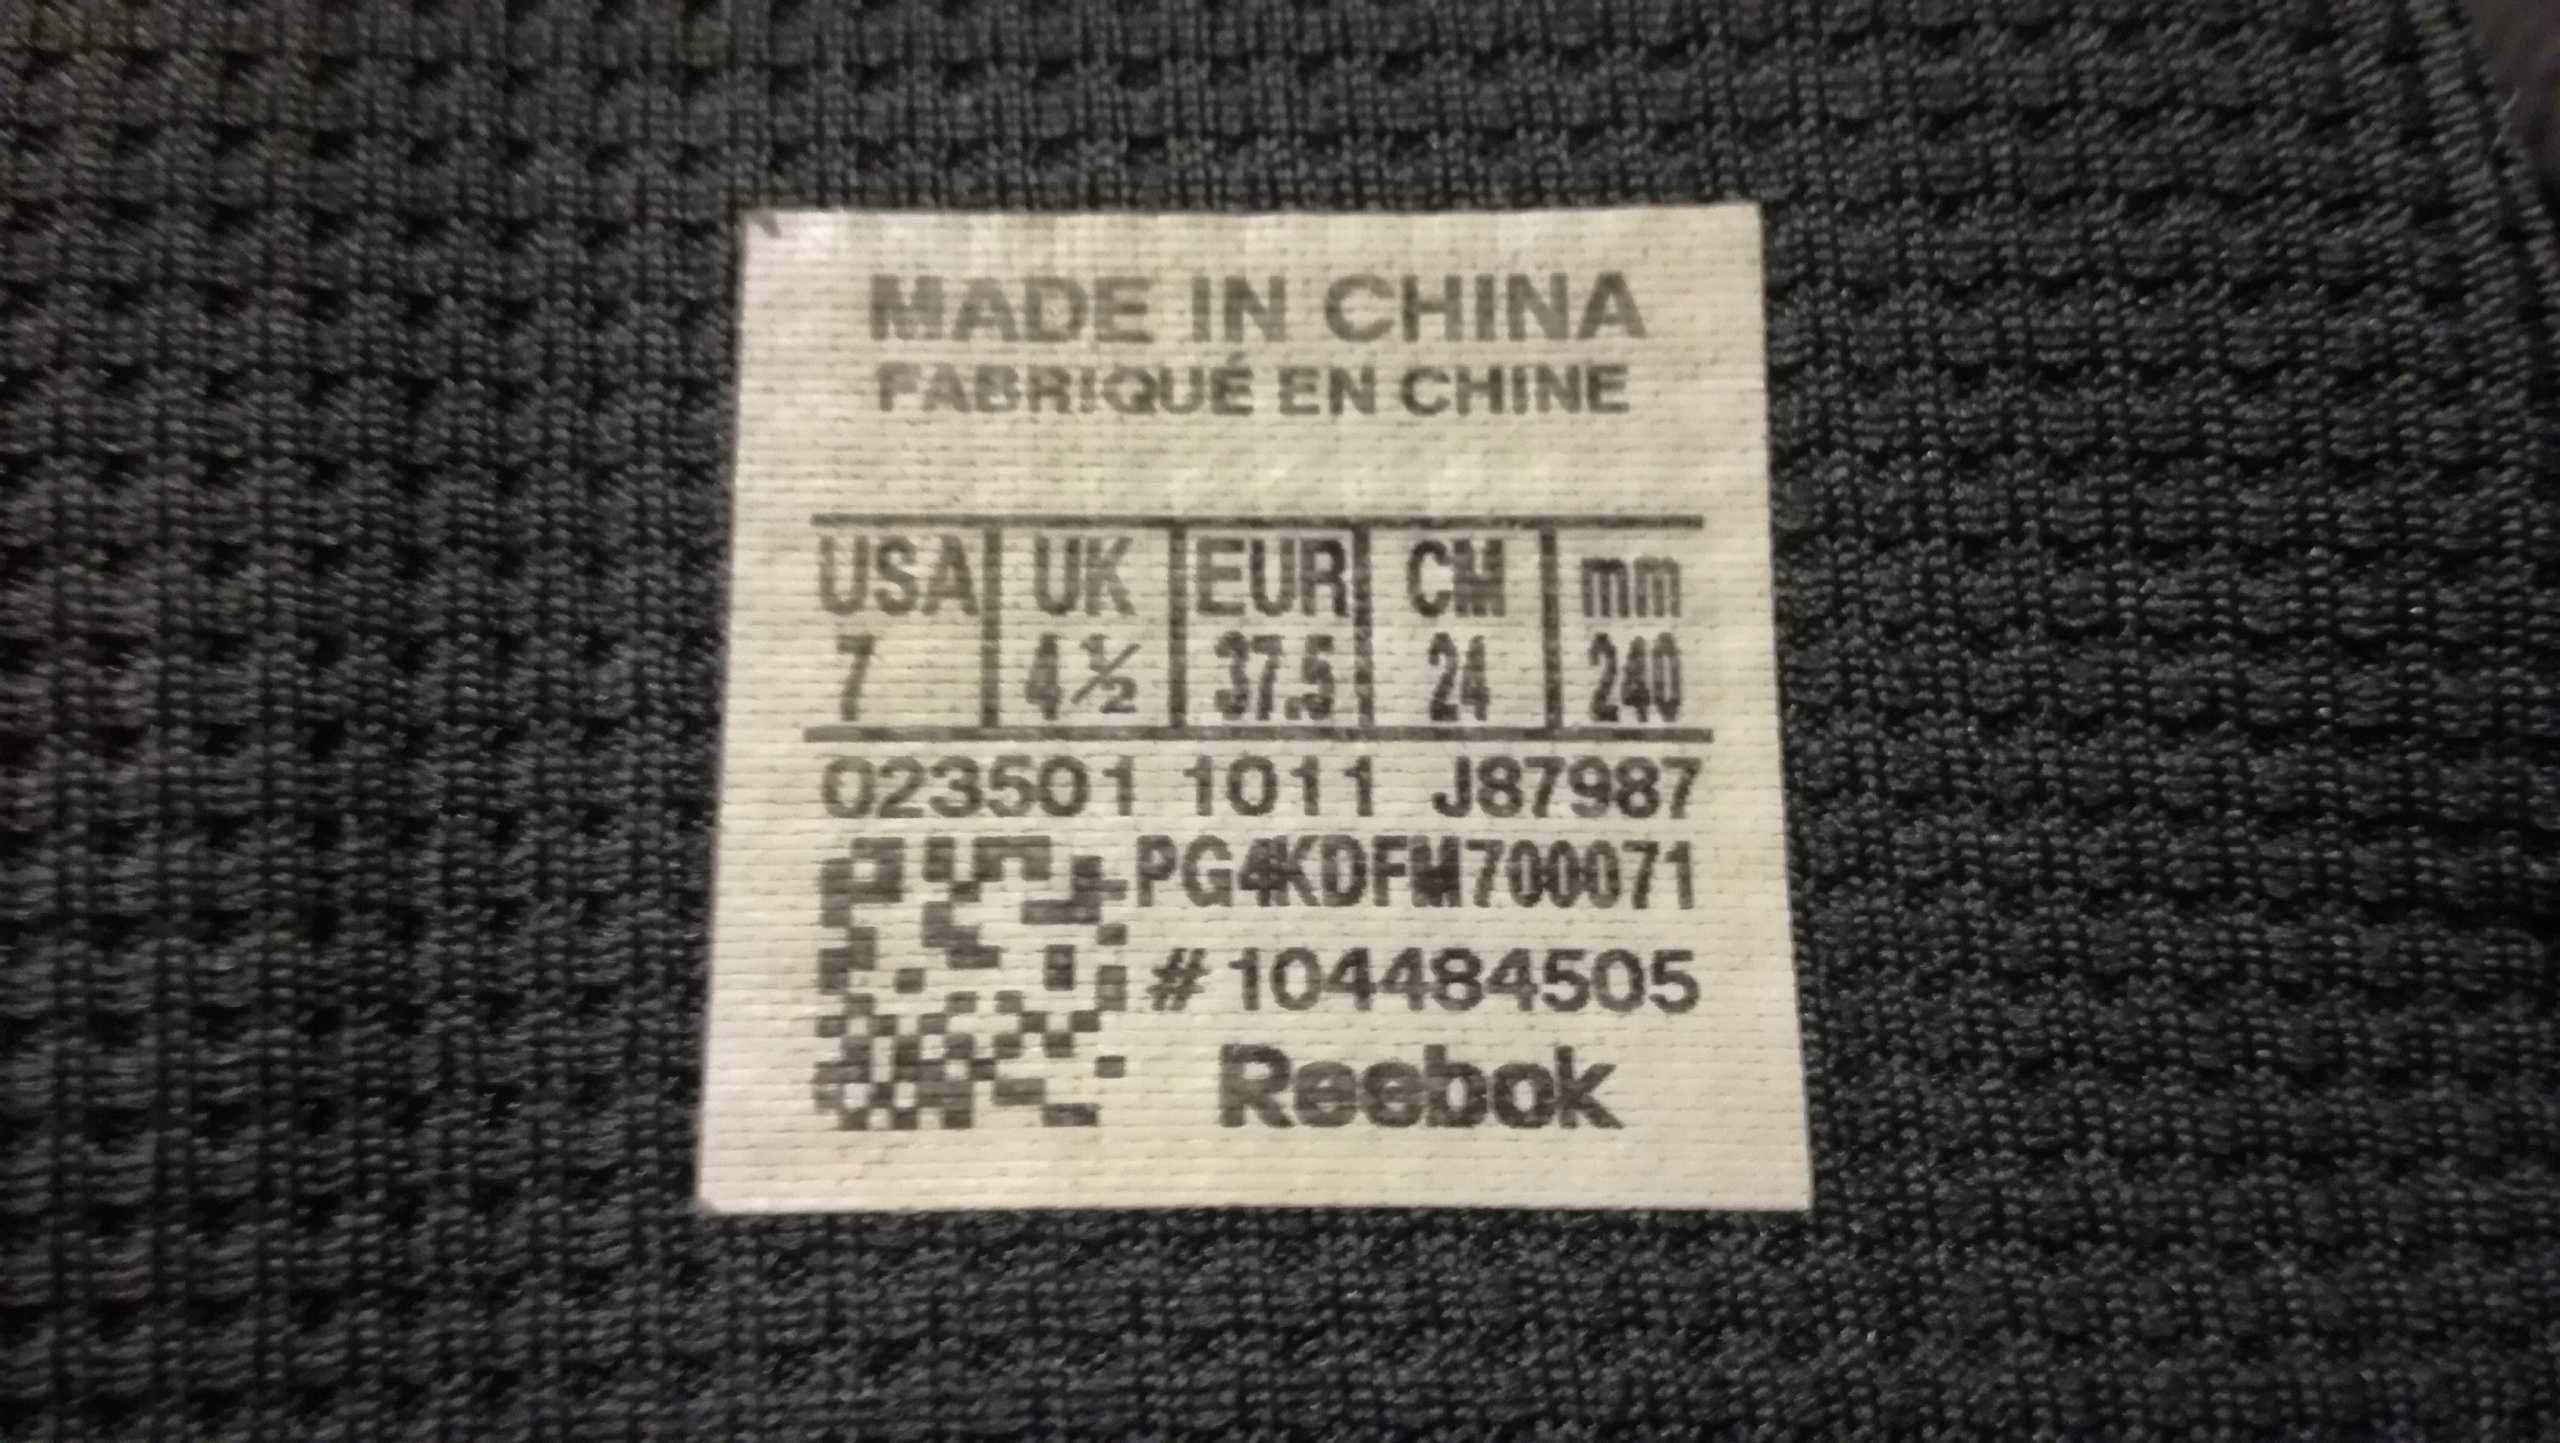 MADE IN CHINA
FABRIQUÉ EN CHINE
USA UK EUR CM mm
7 4½ 37.5 24 240
023501 1011 J87987
PG4KDFM700071
#104484505
Reebok